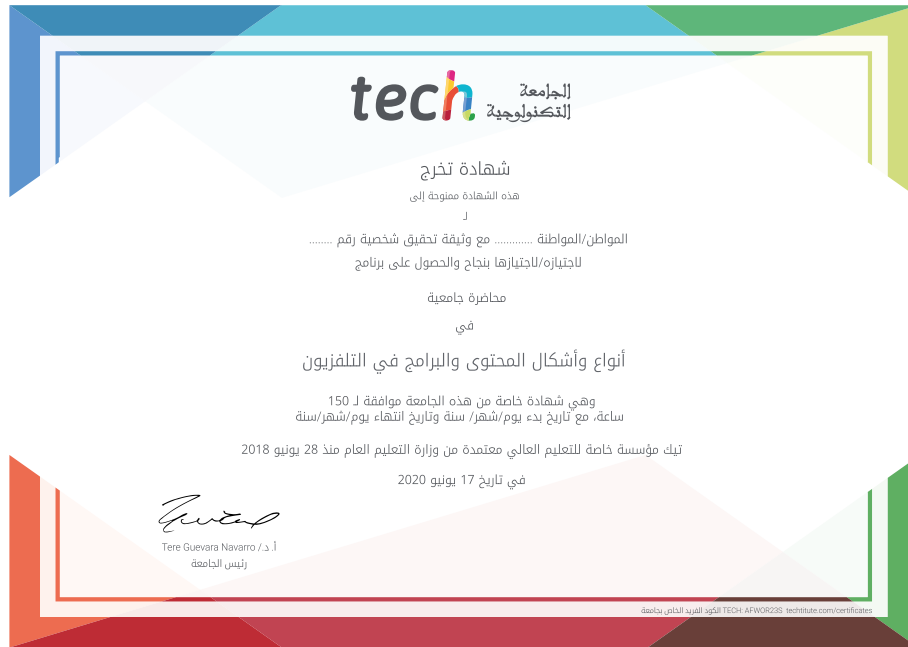 tech الجامعة
التكنولوجية
شهادة تخرج
هذه الشهادة ممنوحة إلى
لـ
المواطن/المواطنة ............. مع وثيقة تحقيق شخصية رقم ........
لاجتيازه/لاجتيازها بنجاح والحصول على برنامج
محاضرة جامعية
في
أنواع وأشكال المحتوى والبرامج في التلفزيون
وهي شهادة خاصة من هذه الجامعة موافقة لـ 150
ساعة، مع تاريخ بدء يوم/شهر/ سنة وتاريخ انتهاء يوم/شهر/سنة
تيك مؤسسة خاصة للتعليم العالي معتمدة من وزارة التعليم العام منذ 28 يونيو 2018
في تاريخ 17 يونيو 2020
أ. د./ Tere Guevara Navarro
رئيس الجامعة
الكود الفريد الخاص بجامعة TECH: AFWOR23S techtitute.com/certificates